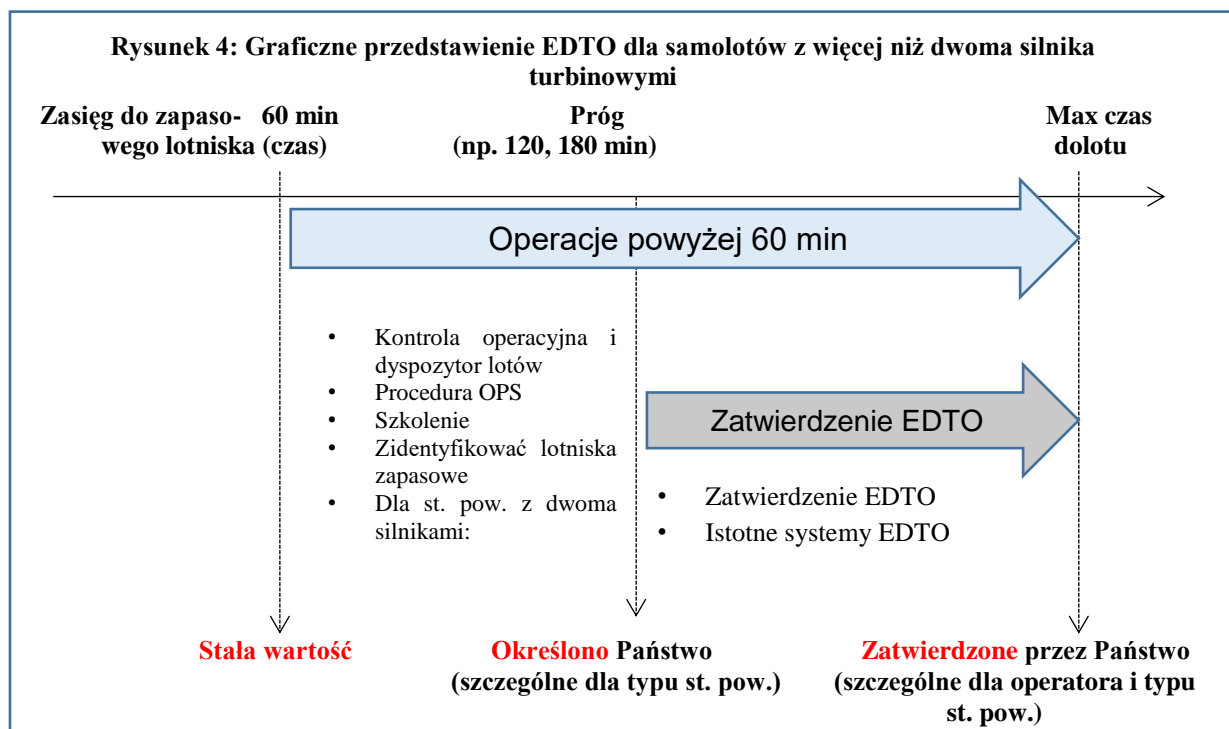 Rysunek 4: Graficzne przedstawienie EDTO dla samolotów z więcej niż dwoma silnika
turbinowymi
Zasięg do zapaso-
wego lotniska
60 min
(czas)
Próg
(np. 120, 180 min)
Max czas
dolotu
Operacje powyżej 60 min
• Kontrola operacyjna i
dyspozytor lotów
• Procedura OPS
• Szkolenie
• Zidentyfikować lotniska
zapasowe
• Dla st. pow. z dwoma
silnikami:
Zatwierdzenie EDTO
• Zatwierdzenie EDTO
• Istotne systemy EDTO
Stała wartość
Określono Państwo
(szczególne dla typu st. pow.)
Zatwierdzone przez Państwo
(szczególne dla operatora i typu
st. pow.)